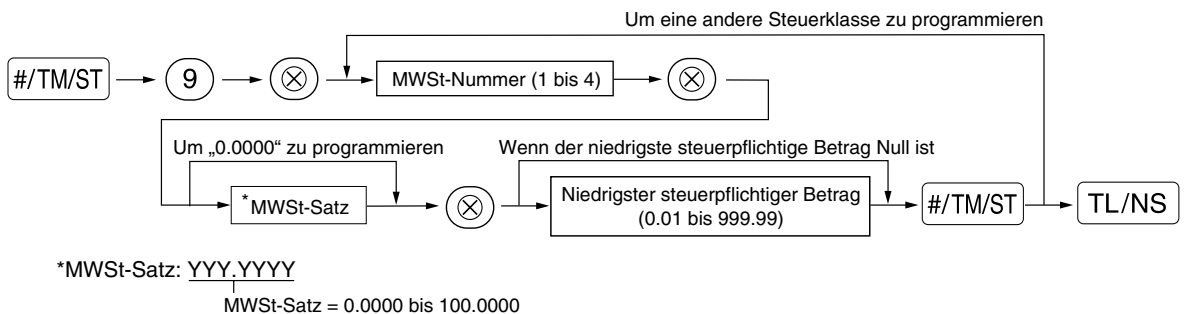 Um eine andere Steuerklasse zu programmieren
#/TM/ST 9 ⊗ MWSt-Nummer (1 bis 4) ⊗
Um „0.0000“ zu programmieren
Wenn der niedrigste steuerpflichtige Betrag Null ist
*MWSt-Satz ⊗ Niedrigster steuerpflichtiger Betrag
(0.01 bis 999.99)
#/TM/ST TL/NS
*MWSt-Satz: YYY.YYYY
MWSt-Satz = 0.0000 bis 100.0000